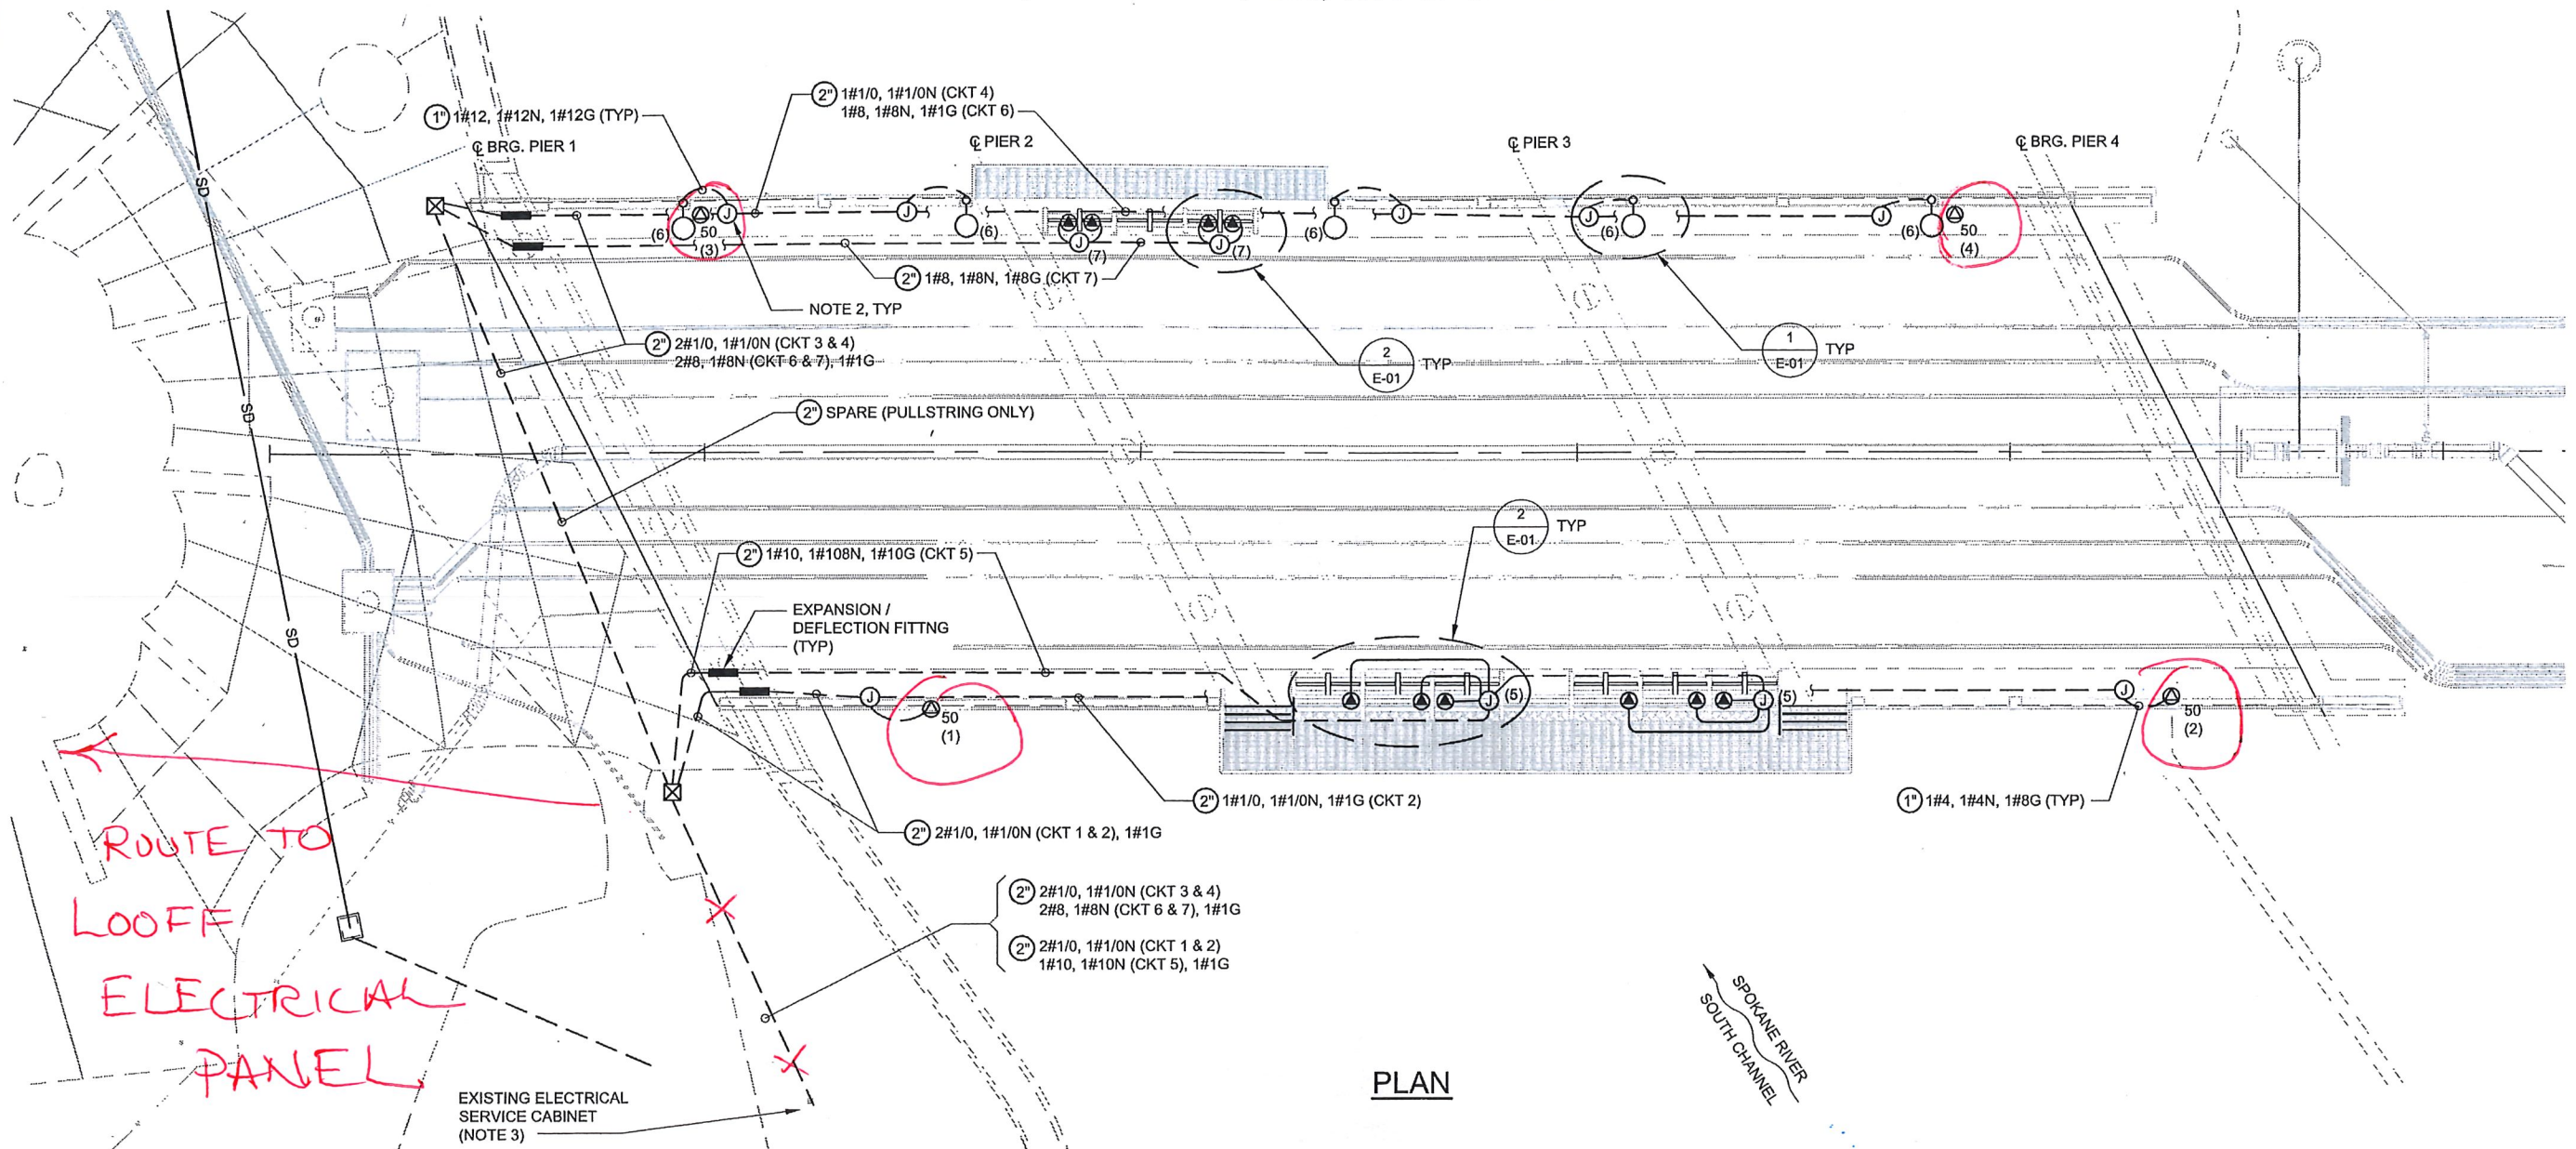 2" 1#1/0, 1#1/0N (CKT 4)
1#8, 1#8N, 1#1G (CKT 6)
1" 1#12, 1#12N, 1#12G (TYP)
℄ BRG. PIER 1
℄ PIER 2
℄ PIER 3
℄ BRG. PIER 4
SD
J
(6)
50
(3)
J
(6)
J
(7)
J
(7)
(6)
J
J
(6)
J
(6)
50
(4)
2" 1#8, 1#8N, 1#8G (CKT 7)
NOTE 2, TYP
2" 2#1/0, 1#1/0N (CKT 3 & 4)
2#8, 1#8N (CKT 6 & 7), 1#1G
2
E-01
TYP
1
E-01
TYP
2" SPARE (PULLSTRING ONLY)
SD
2
E-01
TYP
2" 1#10, 1#108N, 1#10G (CKT 5)
EXPANSION /
DEFLECTION FITTNG
(TYP)
SD
J
50
(1)
J
(5)
J
(5)
J
50
(2)
2" 1#1/0, 1#1/0N, 1#1G (CKT 2)
1" 1#4, 1#4N, 1#8G (TYP)
2" 2#1/0, 1#1/0N (CKT 1 & 2), 1#1G
ROUTE TO
LOOFF
ELECTRICAL
PANEL
2" 2#1/0, 1#1/0N (CKT 3 & 4)
2#8, 1#8N (CKT 6 & 7), 1#1G
2" 2#1/0, 1#1/0N (CKT 1 & 2)
1#10, 1#10N (CKT 5), 1#1G
SPOKANE RIVER
SOUTH CHANNEL
PLAN
EXISTING ELECTRICAL
SERVICE CABINET
(NOTE 3)